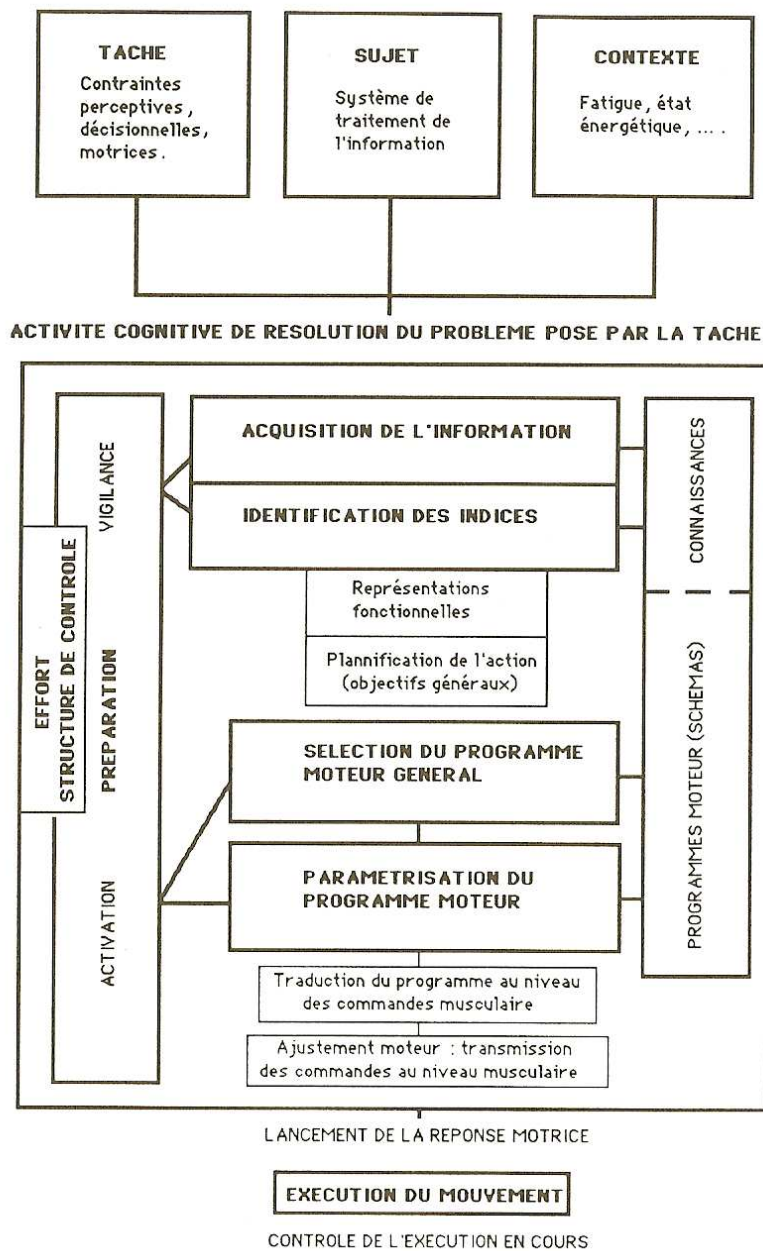 TACHE
Contraintes
perceptives,
décisionnelles,
motrices.
SUJET
Système de
traitement de
l'information
CONTEXTE
Fatigue, état
énergétique, ... .
ACTIVITE COGNITIVE DE RESOLUTION DU PROBLEME POSE PAR LA TACHE
EFFORT
STRUCTURE DE CONTROLE
VIGILANCE
PREPARATION
ACTIVATION
ACQUISITION DE L'INFORMATION
IDENTIFICATION DES INDICES
Représentations
fonctionnelles
Plannification de l'action
(objectifs généraux)
SELECTION DU PROGRAMME
MOTEUR GENERAL
PARAMETRISATION DU
PROGRAMME MOTEUR
Traduction du programme au niveau
des commandes musculaire
Ajustement moteur : transmission
des commandes au niveau musculaire
CONNAISSANCES
PROGRAMMES MOTEUR (SCHEMAS)
LANCEMENT DE LA REPONSE MOTRICE
EXECUTION DU MOUVEMENT
CONTROLE DE L'EXECUTION EN COURS